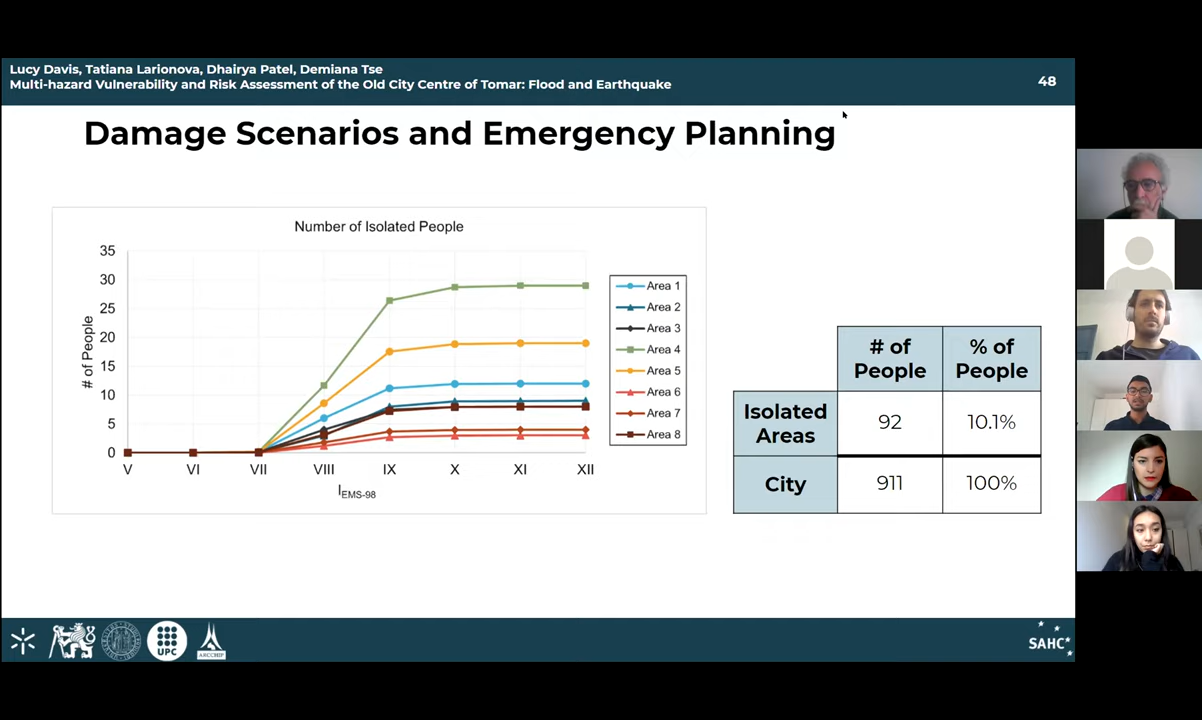 Lucy Davis, Tatiana Larionova, Dhairya Patel, Demiana Tse
Multi-hazard Vulnerability and Risk Assessment of the Old City Centre of Tomar: Flood and Earthquake
48
Damage Scenarios and Emergency Planning
Number of Isolated People
# of People
35
30
25
20
15
10
5
0
V VI VII VIII IX X XI XII
IEMS-98
Area 1
Area 2
Area 3
Area 4
Area 5
Area 6
Area 7
Area 8
# of People
% of People
Isolated Areas
92
10.1%
City
911
100%
UPC
ARCCHIP
SAHC